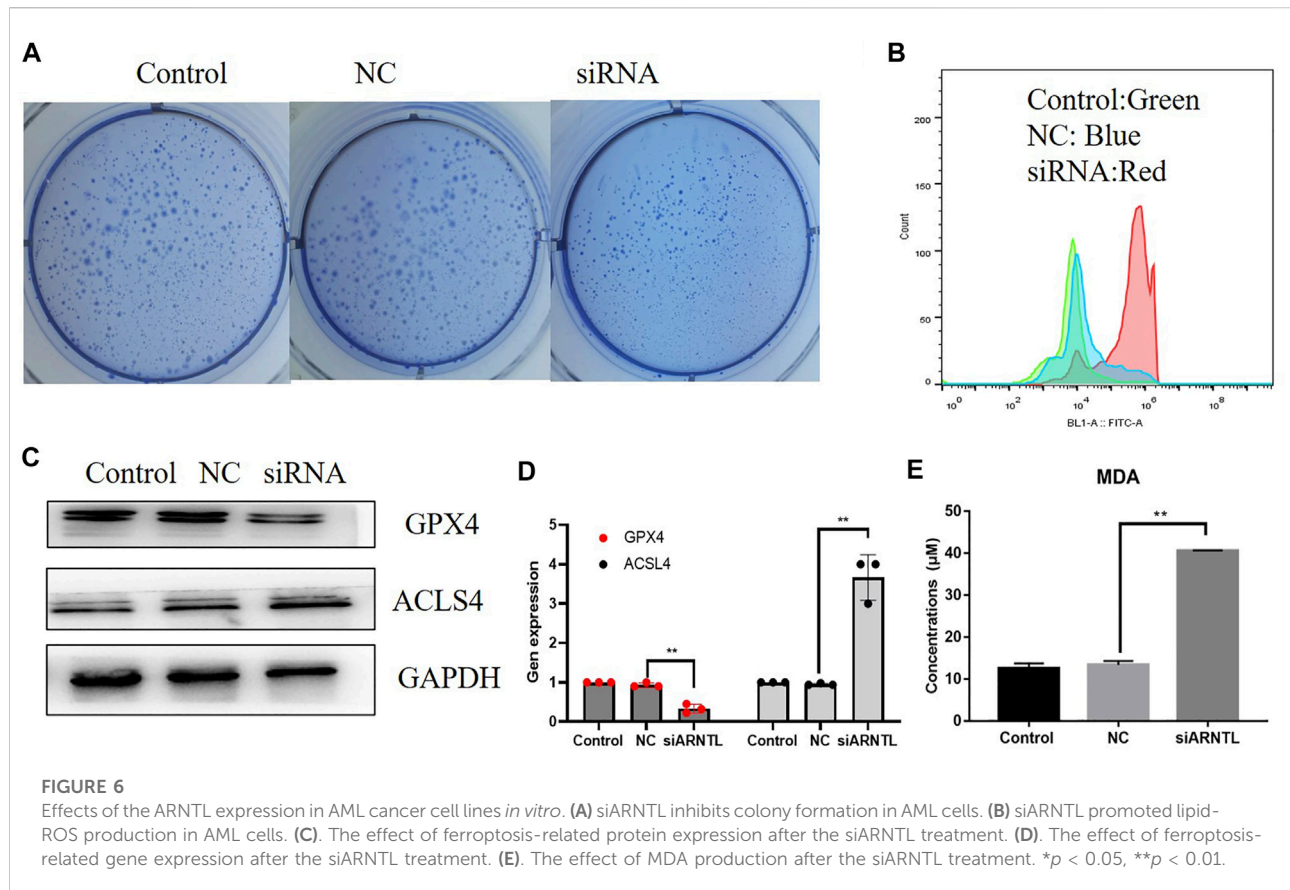 A
Control NC siRNA
B
Control:Green
NC: Blue
siRNA:Red
200
150
100
50
0
Count
10^0 10^2 10^4 10^6 10^8
BL1-A :: FITC-A
C
Control NC siRNA
GPX4
ACLS4
GAPDH
D
GPX4
ACSL4
**
**
5
4
3
2
1
0
Gen expression
Control NC siARNTL Control NC siARNTL
E
MDA
**
60
40
20
10
0
Concentrations (μM)
Control NC siARNTL
FIGURE 6
Effects of the ARNTL expression in AML cancer cell lines in vitro. (A) siARNTL inhibits colony formation in AML cells. (B) siARNTL promoted lipid-
ROS production in AML cells. (C). The effect of ferroptosis-related protein expression after the siARNTL treatment. (D). The effect of ferroptosis-
related gene expression after the siARNTL treatment. (E). The effect of MDA production after the siARNTL treatment. *p < 0.05, **p < 0.01.